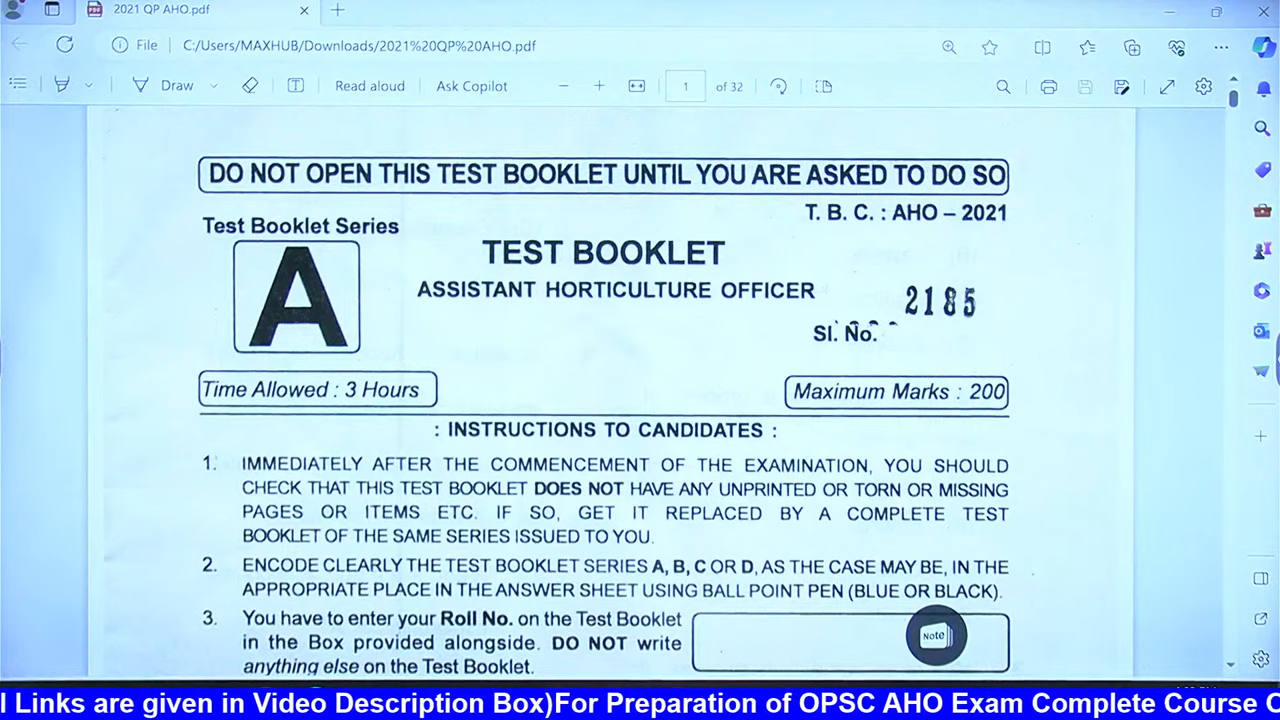 2021 QP AHO.pdf
File
C:/Users/MAXHUB/Downloads/2021%20QP%20AHO.pdf
Draw
Read aloud
Ask Copilot
1
of 32
DO NOT OPEN THIS TEST BOOKLET UNTIL YOU ARE ASKED TO DO SO
T. B. C. : AHO – 2021
Test Booklet Series
A
TEST BOOKLET
ASSISTANT HORTICULTURE OFFICER
2185
Sl. No.
Time Allowed : 3 Hours
Maximum Marks : 200
: INSTRUCTIONS TO CANDIDATES :
1. IMMEDIATELY AFTER THE COMMENCEMENT OF THE EXAMINATION, YOU SHOULD
CHECK THAT THIS TEST BOOKLET DOES NOT HAVE ANY UNPRINTED OR TORN OR MISSING
PAGES OR ITEMS ETC. IF SO, GET IT REPLACED BY A COMPLETE TEST
BOOKLET OF THE SAME SERIES ISSUED TO YOU.
2. ENCODE CLEARLY THE TEST BOOKLET SERIES A, B, C OR D, AS THE CASE MAY BE, IN THE
APPROPRIATE PLACE IN THE ANSWER SHEET USING BALL POINT PEN (BLUE OR BLACK).
3. You have to enter your Roll No. on the Test Booklet
in the Box provided alongside. DO NOT write
anything else on the Test Booklet.
Note
l Links are given in Video Description Box)For Preparation of OPSC AHO Exam Complete Course C